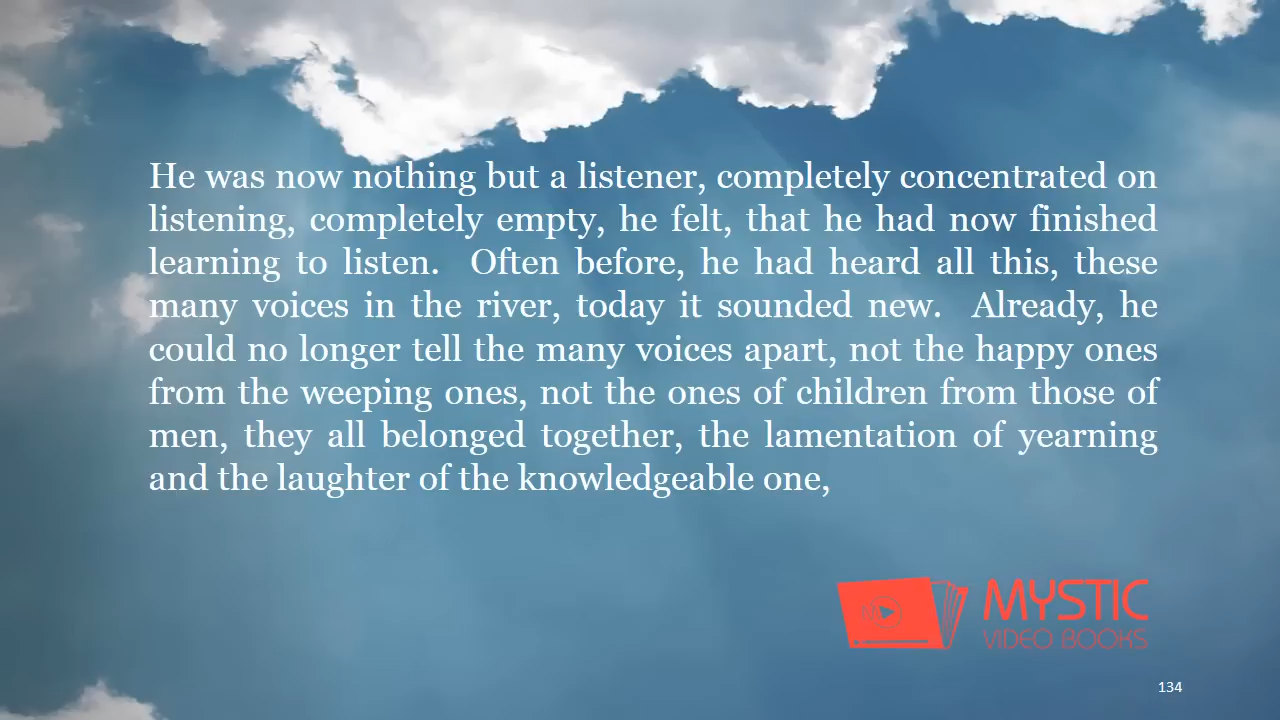 He was now nothing but a listener, completely concentrated on
listening, completely empty, he felt, that he had now finished
learning to listen.  Often before, he had heard all this, these
many voices in the river, today it sounded new.  Already, he
could no longer tell the many voices apart, not the happy ones
from the weeping ones, not the ones of children from those of
men, they all belonged together, the lamentation of yearning
and the laughter of the knowledgeable one,
MYSTIC
VIDEO BOOKS
134